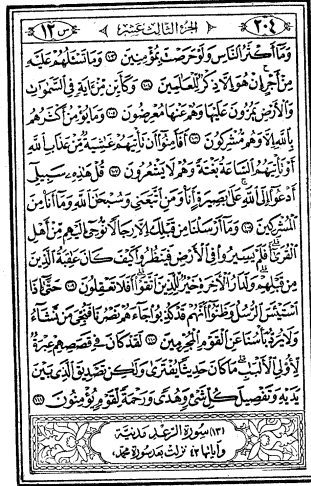 س ١٢
الجزء الثالث عشر
٢٠٤
وَمَآ أَكْثَرُ ٱلنَّاسِ وَلَوْ حَرَصْتَ بِمُؤْمِنِينَ ۝ وَمَا تَسْـَٔلُهُمْ عَلَيْهِ
مِنْ أَجْرٍ إِنْ هُوَ إِلَّا ذِكْرٌ لِّلْعَٰلَمِينَ ۝ وَكَأَيِّن مِّنْ ءَايَةٍ فِى ٱلسَّمَٰوَٰتِ
وَٱلْأَرْضِ يَمُرُّونَ عَلَيْهَا وَهُمْ عَنْهَا مُعْرِضُونَ ۝ وَمَا يُؤْمِنُ أَكْثَرُهُم
بِٱللَّهِ إِلَّا وَهُم مُّشْرِكُونَ ۝ أَفَأَمِنُوٓا۟ أَن تَأْتِيَهُمْ غَٰشِيَةٌ مِّنْ عَذَابِ ٱللَّهِ
أَوْ تَأْتِيَهُمُ ٱلسَّاعَةُ بَغْتَةً وَهُمْ لَا يَشْعُرُونَ ۝ قُلْ هَٰذِهِۦ سَبِيلِىٓ
أَدْعُوٓا۟ إِلَى ٱللَّهِ عَلَىٰ بَصِيرَةٍ أَنَا۠ وَمَنِ ٱتَّبَعَنِى وَسُبْحَٰنَ ٱللَّهِ وَمَآ أَنَا۠ مِنَ
ٱلْمُشْرِكِينَ ۝ وَمَآ أَرْسَلْنَا مِن قَبْلِكَ إِلَّا رِجَالًا نُّوحِىٓ إِلَيْهِم مِّنْ أَهْلِ
ٱلْقُرَىٰٓ أَفَلَمْ يَسِيرُوا۟ فِى ٱلْأَرْضِ فَيَنظُرُوا۟ كَيْفَ كَانَ عَٰقِبَةُ ٱلَّذِينَ
مِن قَبْلِهِمْ وَلَدَارُ ٱلْءَاخِرَةِ خَيْرٌ لِّلَّذِينَ ٱتَّقَوْا۟ أَفَلَا تَعْقِلُونَ ۝ حَتَّىٰٓ إِذَا
ٱسْتَيْـَٔسَ ٱلرُّسُلُ وَظَنُّوٓا۟ أَنَّهُمْ قَدْ كُذِبُوا۟ جَآءَهُمْ نَصْرُنَا فَنُجِّىَ مَن نَّشَآءُ
وَلَا يُرَدُّ بَأْسُنَا عَنِ ٱلْقَوْمِ ٱلْمُجْرِمِينَ ۝ لَقَدْ كَانَ فِى قَصَصِهِمْ عِبْرَةٌ
لِّأُو۟لِى ٱلْأَلْبَٰبِ مَا كَانَ حَدِيثًا يُفْتَرَىٰ وَلَٰكِن تَصْدِيقَ ٱلَّذِى بَيْنَ
يَدَيْهِ وَتَفْصِيلَ كُلِّ شَىْءٍ وَهُدًى وَرَحْمَةً لِّقَوْمٍ يُؤْمِنُونَ ۝
(١٣) سورة الرعد مدنية
وآياتها ٤٣ نزلت بعد سورة محمد